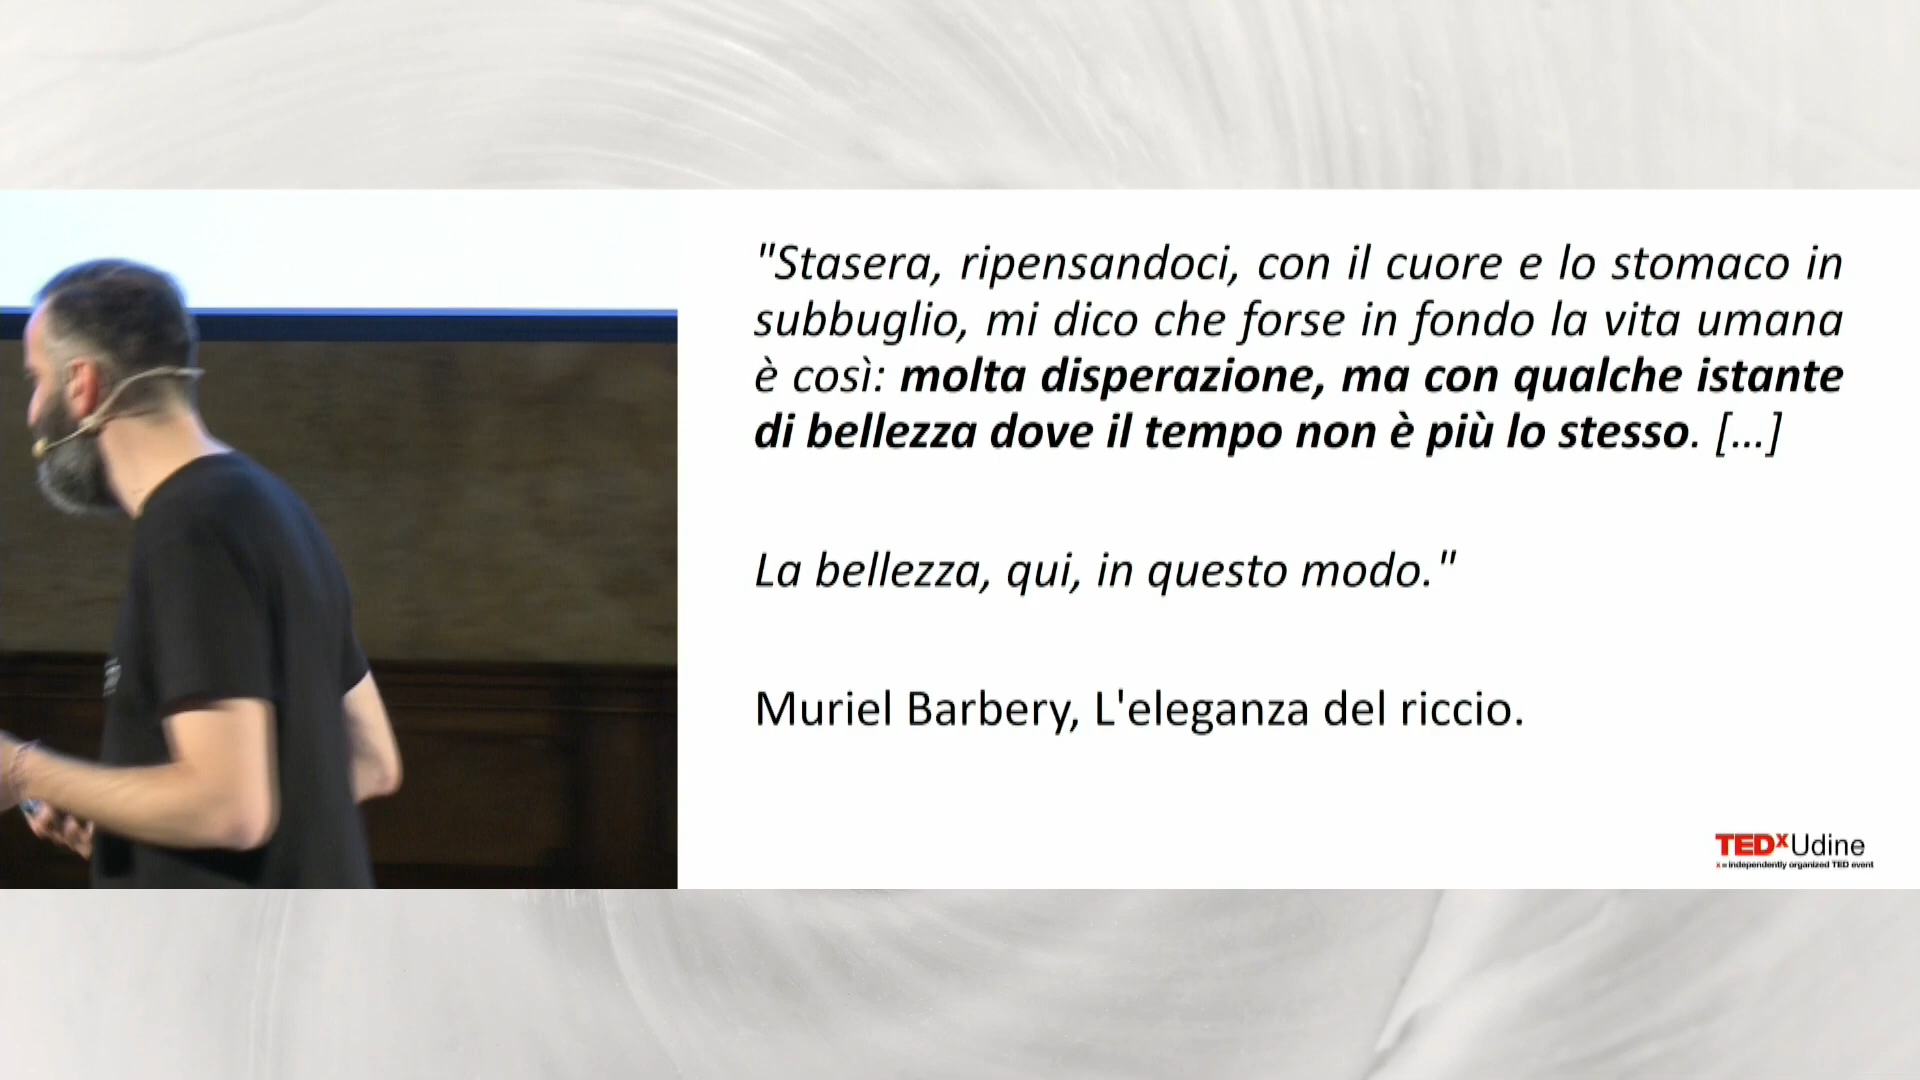 "Stasera, ripensandoci, con il cuore e lo stomaco in
subbuglio, mi dico che forse in fondo la vita umana
è così: molta disperazione, ma con qualche istante
di bellezza dove il tempo non è più lo stesso. [...]
La bellezza, qui, in questo modo."
Muriel Barbery, L'eleganza del riccio.
TEDxUdine
x = independently organized TED event